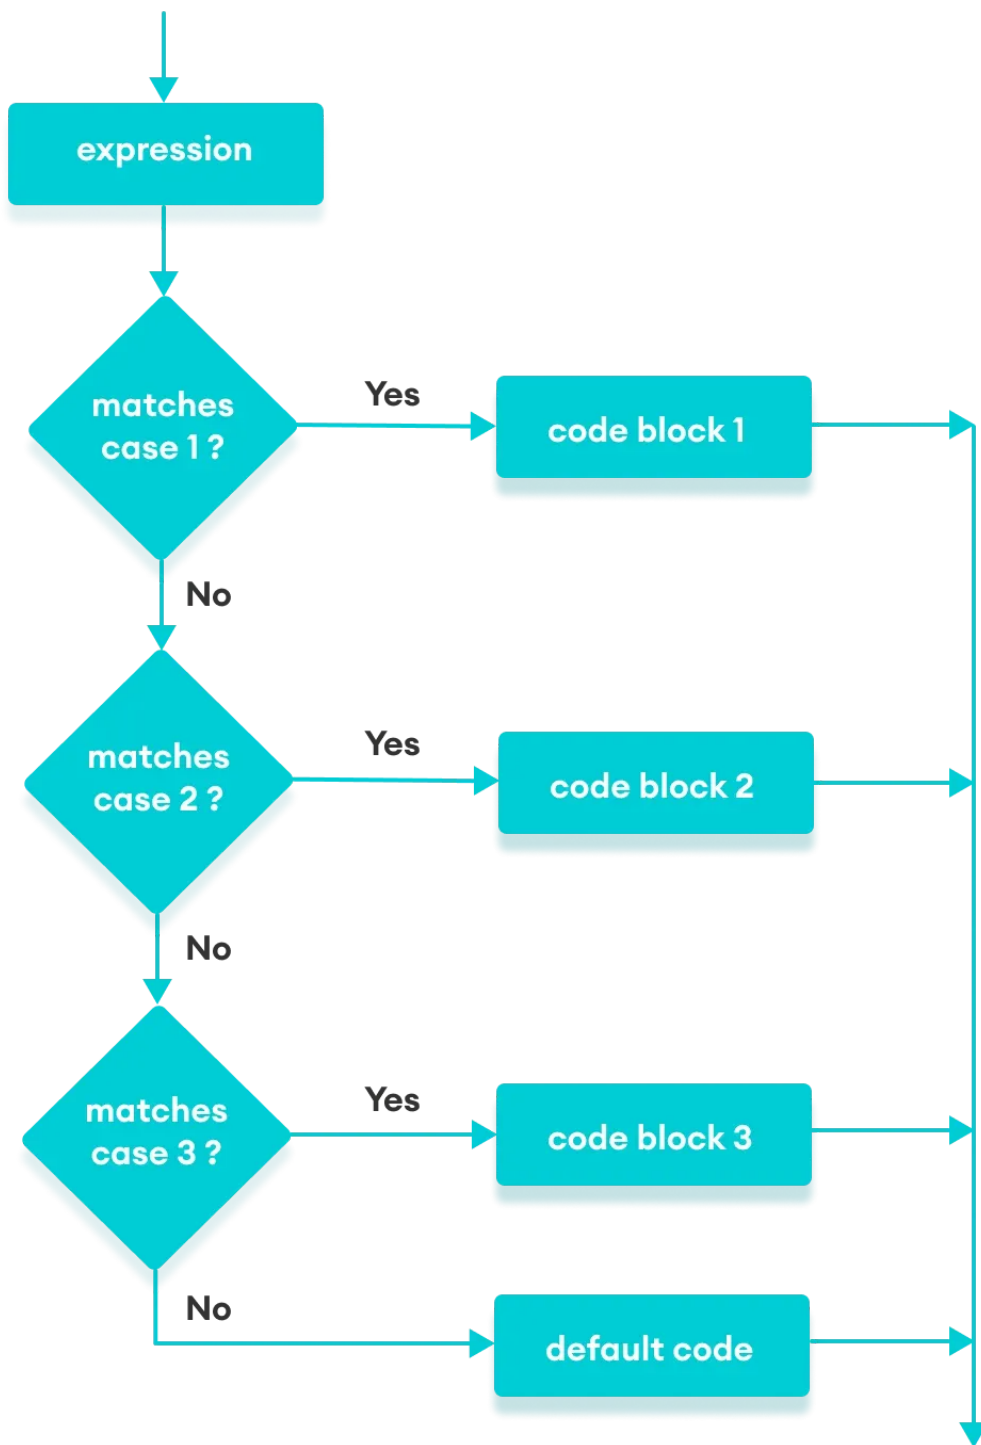 expression
matches
case 1 ?
Yes
code block 1
No
matches
case 2 ?
Yes
code block 2
No
matches
case 3 ?
Yes
code block 3
No
default code